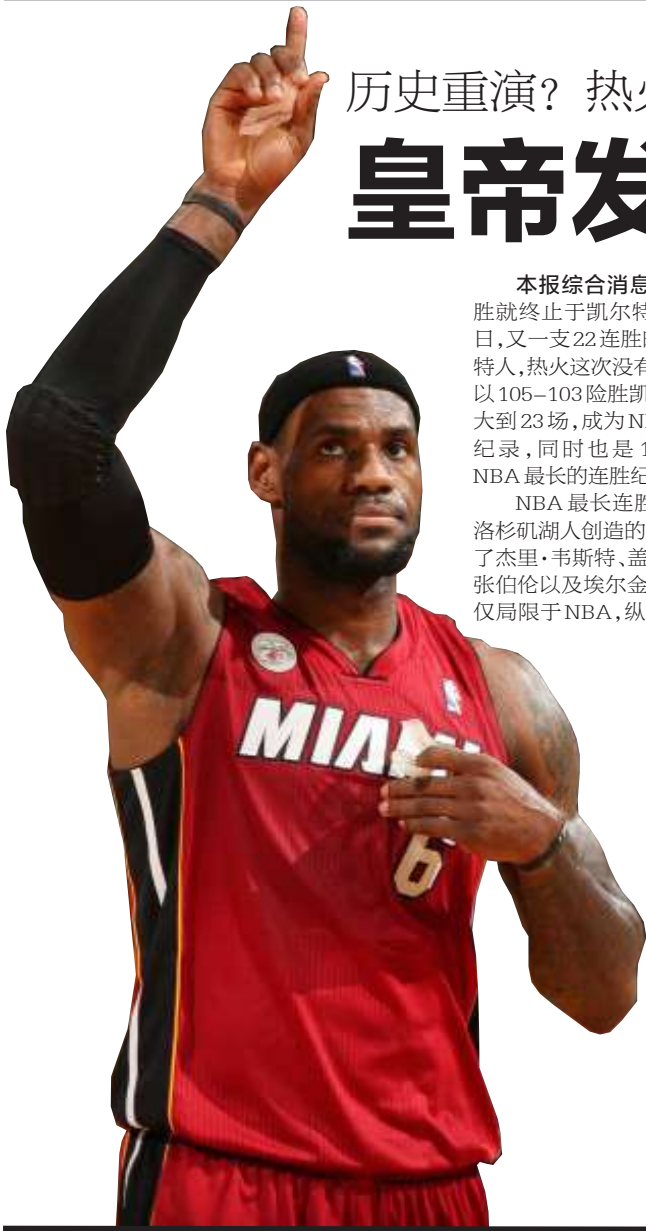 历史重演？热火
皇帝发
本报综合消息
胜就终止于凯尔特
日，又一支22连胜的
特人，热火这次没有
以105–103险胜凯
大到23场，成为NB
纪录，同时也是1
NBA最长的连胜纪
NBA最长连胜
洛杉矶湖人创造的
了杰里·韦斯特、盖
张伯伦以及埃尔金
仅局限于NBA，纵
MIAMI
6